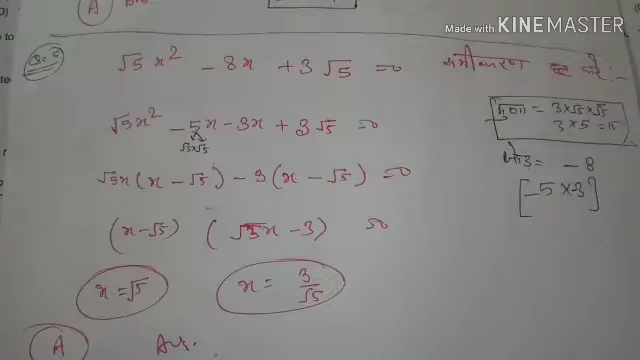 A Ans
Made with KINEMASTER
√5 x² - 8x + 3√5 = 0 समीकरण हल करें :-
√5x² - 5x - 3x + 3√5 = 0
√5x√5
√5x (x - √5) - 3 (x - √5) = 0
(x - √5) (√5x - 3) = 0
x = √5 x = 3/√5
A Ans.
गुणा = 3×√5×√5
3×5 = 15
जोड़ = - 8
[-5 × 3]